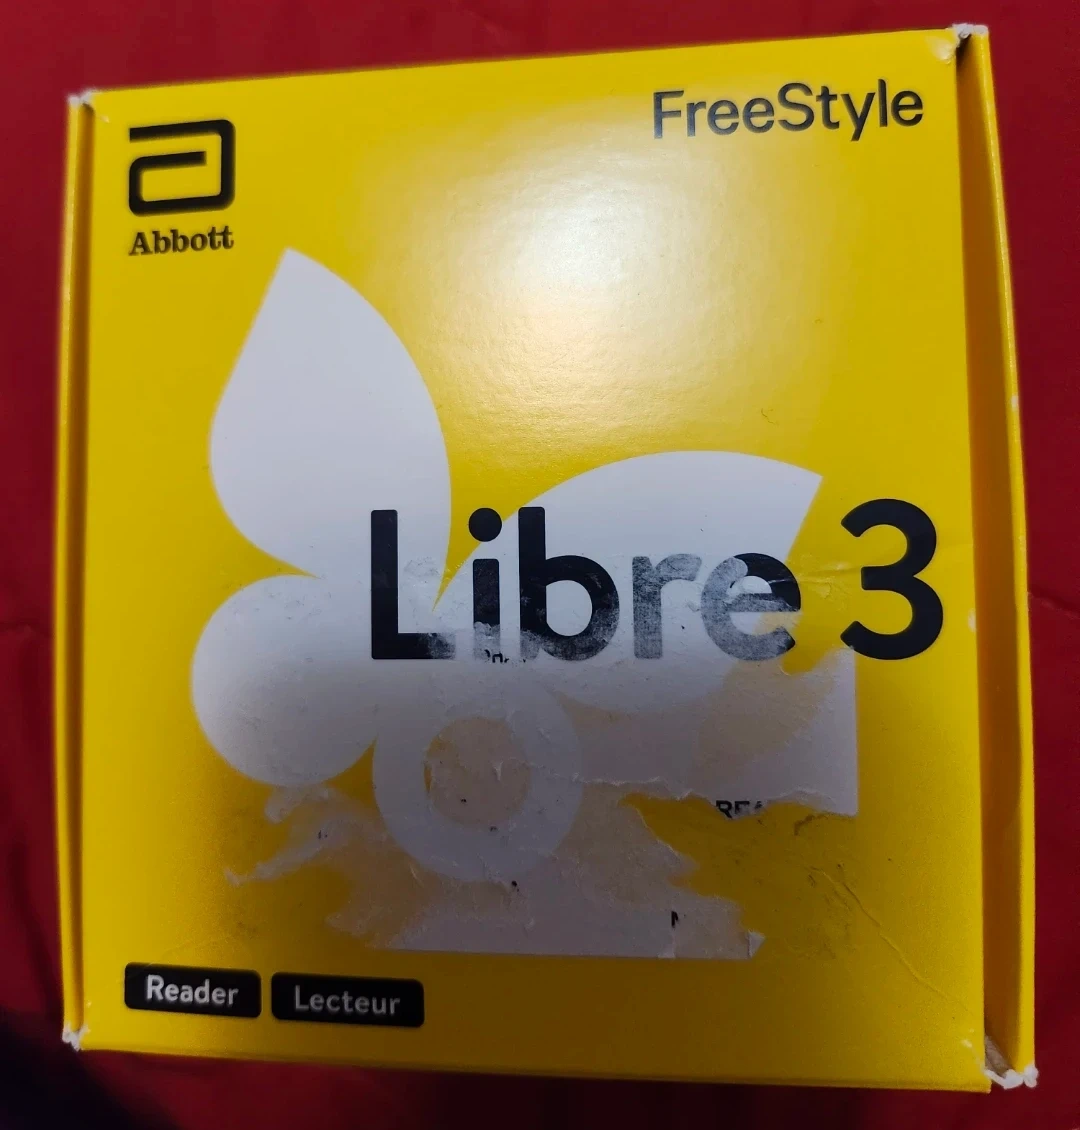 Abbott
FreeStyle
Libre 3
Reader
Lecteur